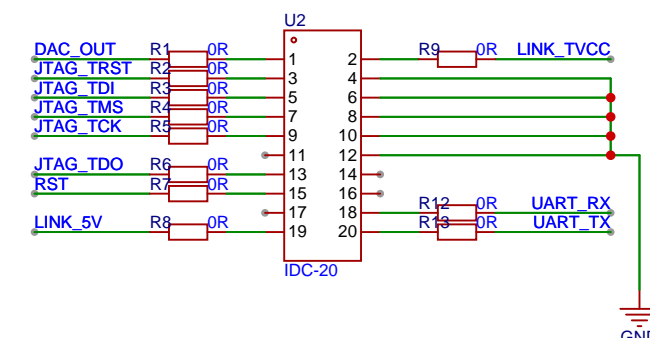 U2
DAC_OUT R1 0R 1 2 R9 0R LINK_TVCC
JTAG_TRST R2 0R 3 4
JTAG_TDI R3 0R 5 6
JTAG_TMS R4 0R 7 8
JTAG_TCK R5 0R 9 10
11 12
JTAG_TDO R6 0R 13 14
RST R7 0R 15 16
17 18 R12 0R UART_RX
LINK_5V R8 0R 19 20 R13 0R UART_TX
IDC-20
GND